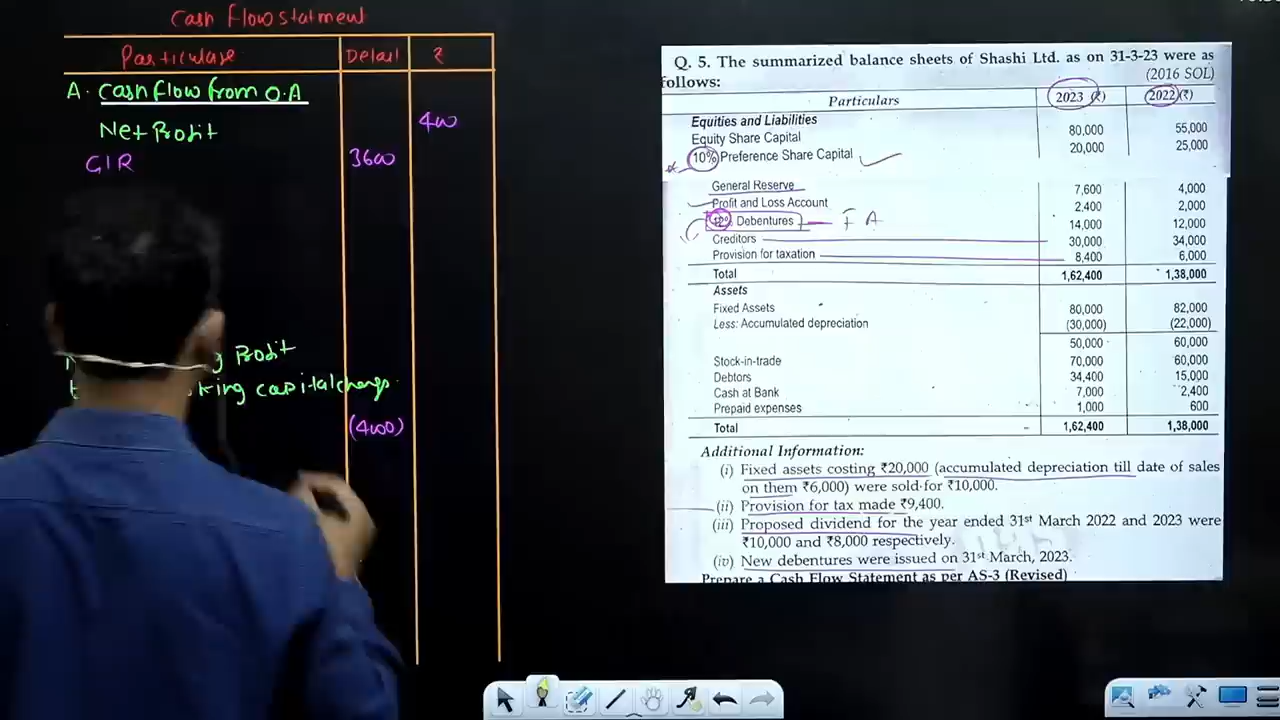 Cash flow statment
Particulars Detail ₹
A. Cash flow from O.A
Net Profit 400
GIR 3600
g Profit
king capital change
(4000)
Q. 5. The summarized balance sheets of Shashi Ltd. as on 31-3-23 were as
follows: (2016 SOL)
Particulars 2023 (₹) 2022 (₹)
Equities and Liabilities
Equity Share Capital 80,000 55,000
10% Preference Share Capital 20,000 25,000
General Reserve 7,600 4,000
Profit and Loss Account 2,400 2,000
12% Debentures 14,000 12,000
F A
Creditors 30,000 34,000
Provision for taxation 8,400 6,000
Total 1,62,400 1,38,000
Assets
Fixed Assets 80,000 82,000
Less: Accumulated depreciation (30,000) (22,000)
50,000 60,000
Stock-in-trade 70,000 60,000
Debtors 34,400 15,000
Cash at Bank 7,000 2,400
Prepaid expenses 1,000 600
Total 1,62,400 1,38,000
Additional Information:
(i) Fixed assets costing ₹20,000 (accumulated depreciation till date of sales
on them ₹6,000) were sold for ₹10,000.
(ii) Provision for tax made ₹9,400.
(iii) Proposed dividend for the year ended 31st March 2022 and 2023 were
₹10,000 and ₹8,000 respectively.
(iv) New debentures were issued on 31st March, 2023.
Prepare a Cash Flow Statement as per AS-3 (Revised)